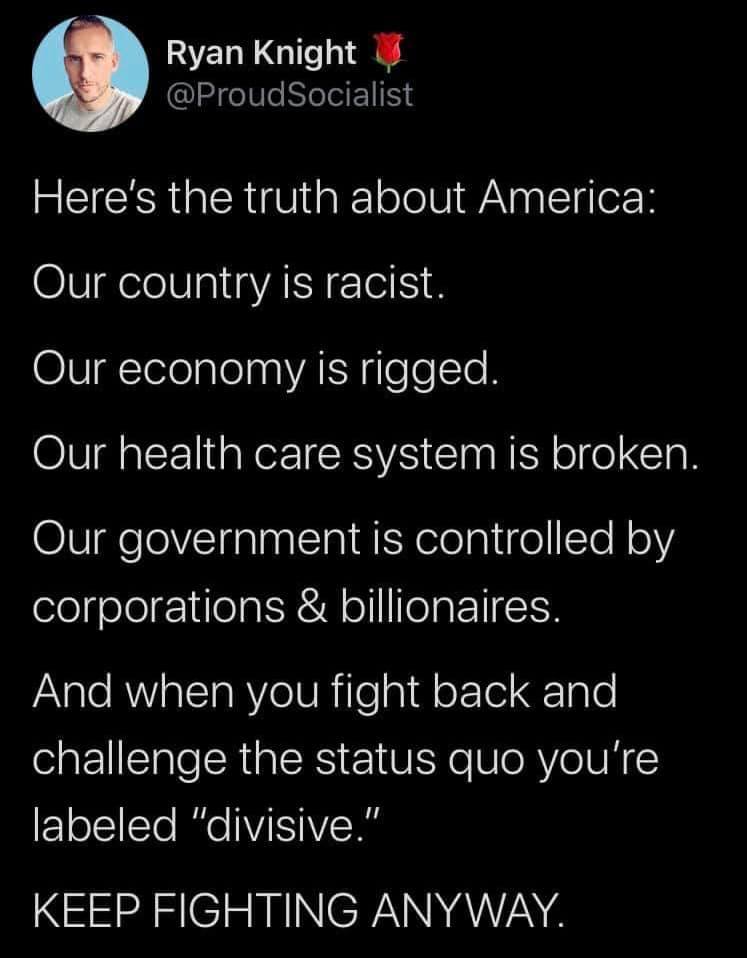 Ryan Knight 🌹
@ProudSocialist
Here's the truth about America:
Our country is racist.
Our economy is rigged.
Our health care system is broken.
Our government is controlled by
corporations & billionaires.
And when you fight back and
challenge the status quo you're
labeled "divisive."
KEEP FIGHTING ANYWAY.